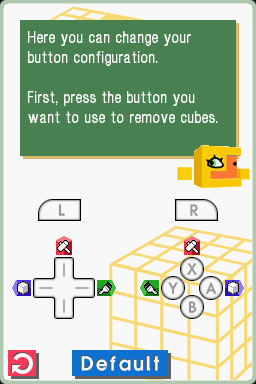 Here you can change your
button configuration.
First, press the button you
want to use to remove cubes.
L R
X
Y A
B
Default